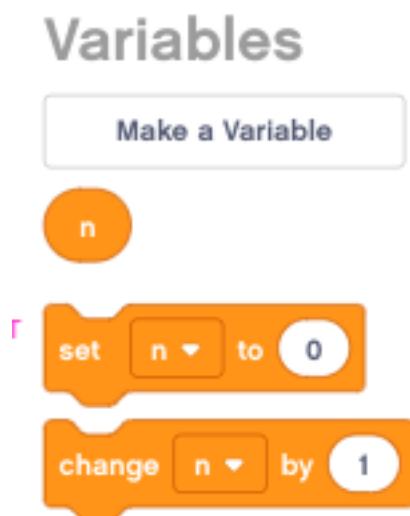 Variables
Make a Variable
n
set n to 0
change n by 1